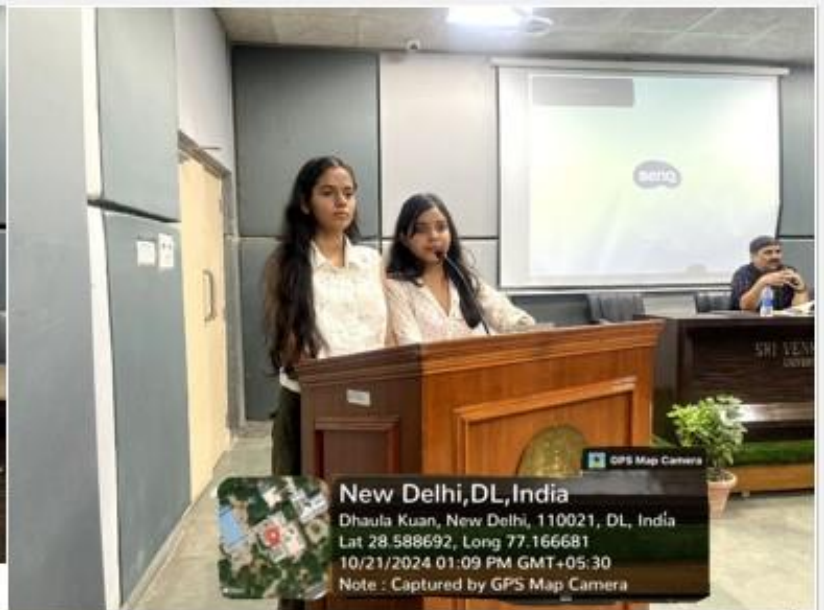 BenQ
SRI VENK
UNIVERS
GPS Map Camera
New Delhi,DL,India
Dhaula Kuan, New Delhi, 110021, DL, India
Lat 28.588692, Long 77.166681
10/21/2024 01:09 PM GMT+05:30
Note : Captured by GPS Map Camera